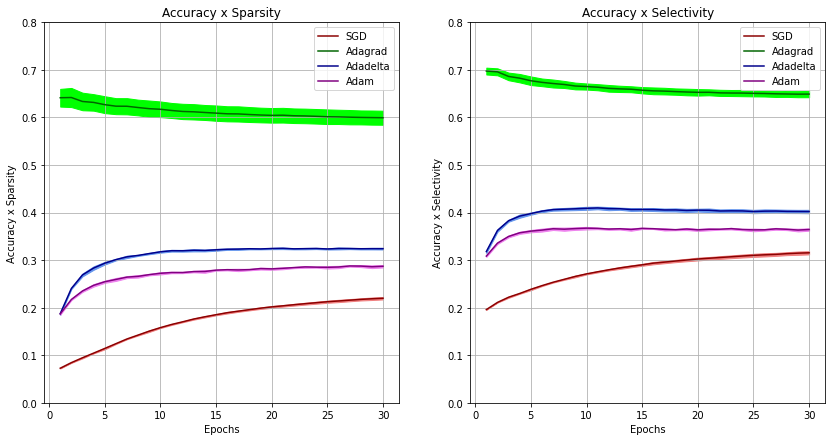 Accuracy x Sparsity
0.8
0.7
0.6
0.5
0.4
0.3
0.2
0.1
0.0
Accuracy x Sparsity
SGD
Adagrad
Adadelta
Adam
0 5 10 15 20 25 30
Epochs
Accuracy x Selectivity
0.8
0.7
0.6
0.5
0.4
0.3
0.2
0.1
0.0
Accuracy x Selectivity
SGD
Adagrad
Adadelta
Adam
0 5 10 15 20 25 30
Epochs